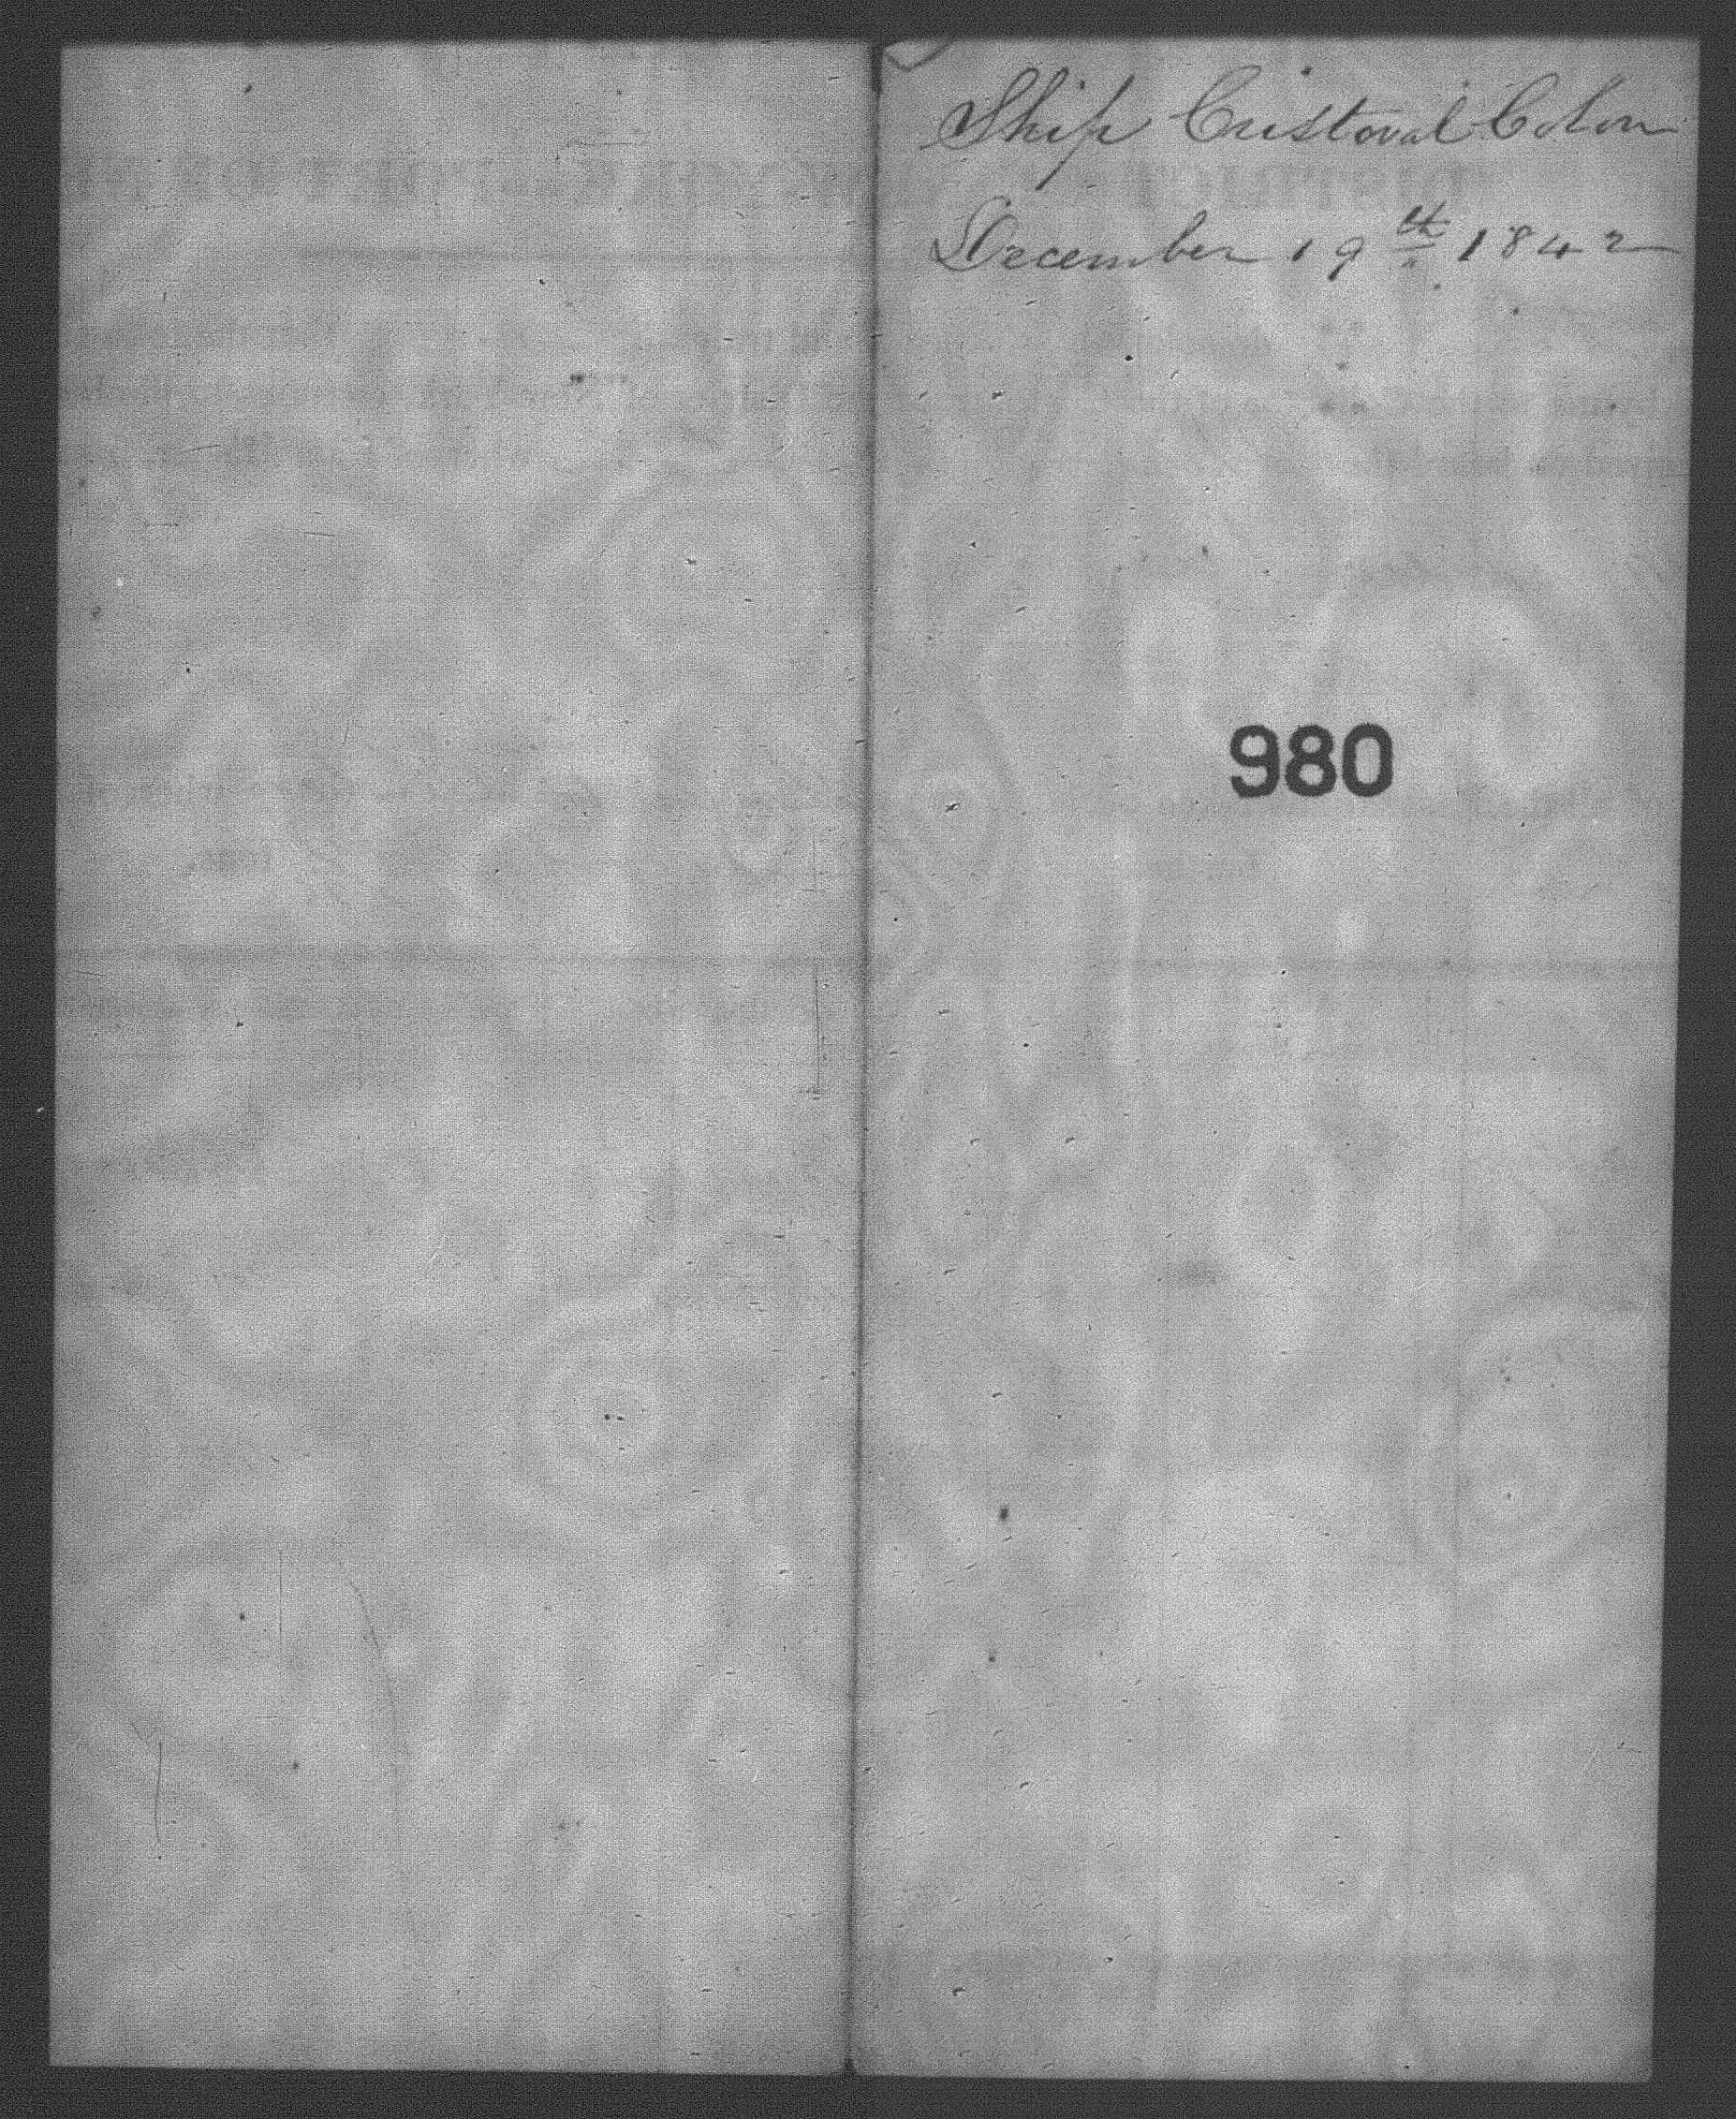 Ship Cristoval Colon
December 19th 1842
980